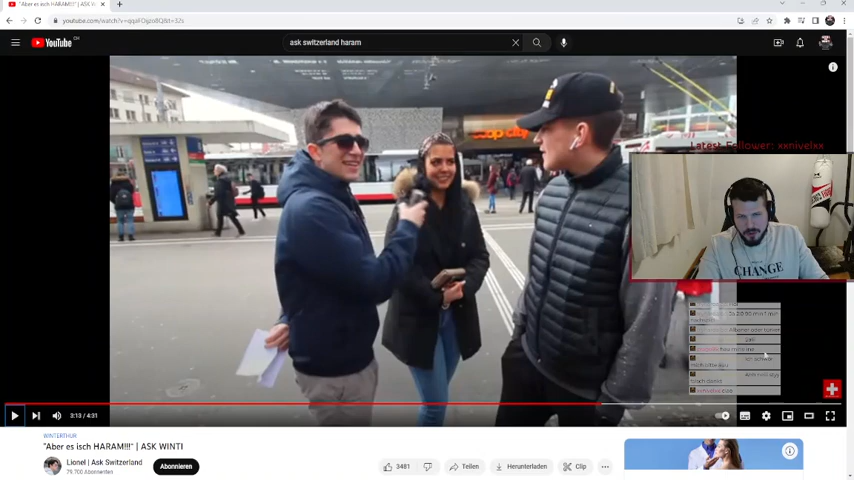 "Aber es isch HARAM!!!" | ASK W
youtube.com/watch?v=qqaFDgzo8Q&t=32s
YouTube CH
ask switzerland haram
coop city
Latest Follower: xxnivelxx
CHANGE
3:13 / 4:31
WINTERTHUR
"Aber es isch HARAM!!!" | ASK WINTI
Lionel | Ask Switzerland
79.700 Abonnenten
Abonnieren
3481
Teilen
Herunterladen
Clip